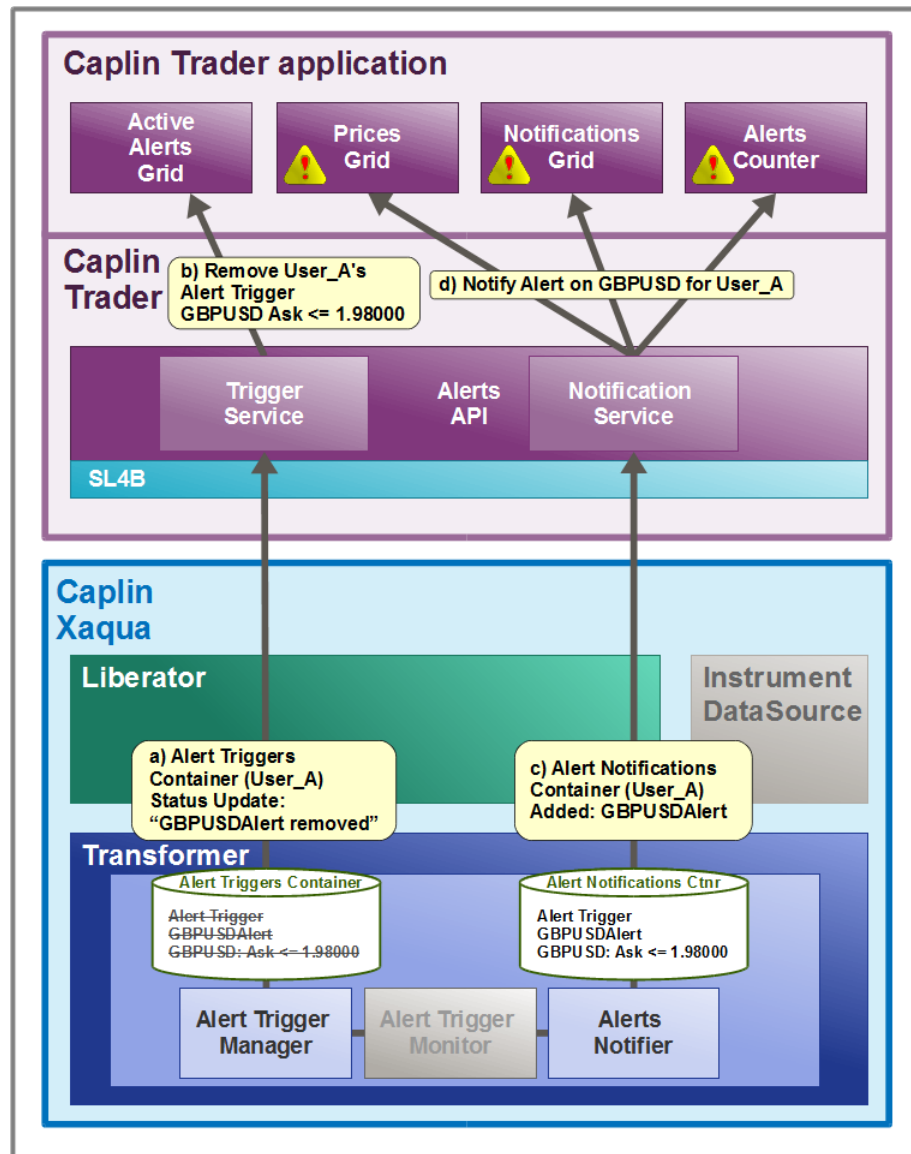 Caplin Trader application
Active
Alerts
Grid
Prices
Grid
Notifications
Grid
Alerts
Counter
Caplin
Trader
b) Remove User_A's
Alert Trigger
GBPUSD Ask <= 1.98000
d) Notify Alert on GBPUSD for User_A
Trigger
Service
Alerts
API
Notification
Service
SL4B
Caplin
Xaqua
Liberator
Instrument
DataSource
a) Alert Triggers
Container (User_A)
Status Update:
“GBPUSDAlert removed”
c) Alert Notifications
Container (User_A)
Added: GBPUSDAlert
Transformer
Alert Triggers Container
Alert Trigger
GBPUSDAlert
GBPUSD: Ask <= 1.98000
Alert Notifications Ctnr
Alert Trigger
GBPUSDAlert
GBPUSD: Ask <= 1.98000
Alert Trigger
Manager
Alert Trigger
Monitor
Alerts
Notifier